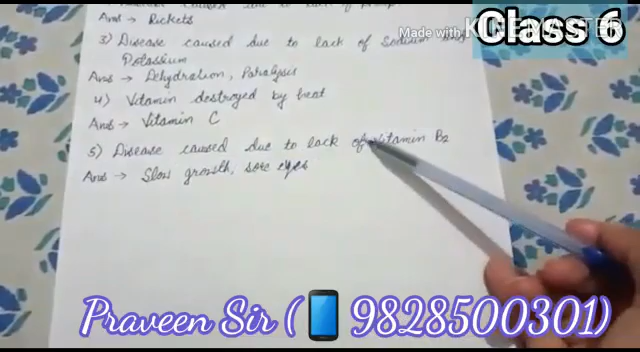 Class 6
Made with KINEMASTER
Ans → Rickets
3) Disease caused due to lack of Sodium and
Potassium
Ans → Dehydration, Paralysis
4) Vitamin destroyed by heat
Ans → Vitamin C
5) Disease caused due to lack of vitamin B2
Ans → Slow growth, sore eyes
Praveen Sir (📱9828500301)